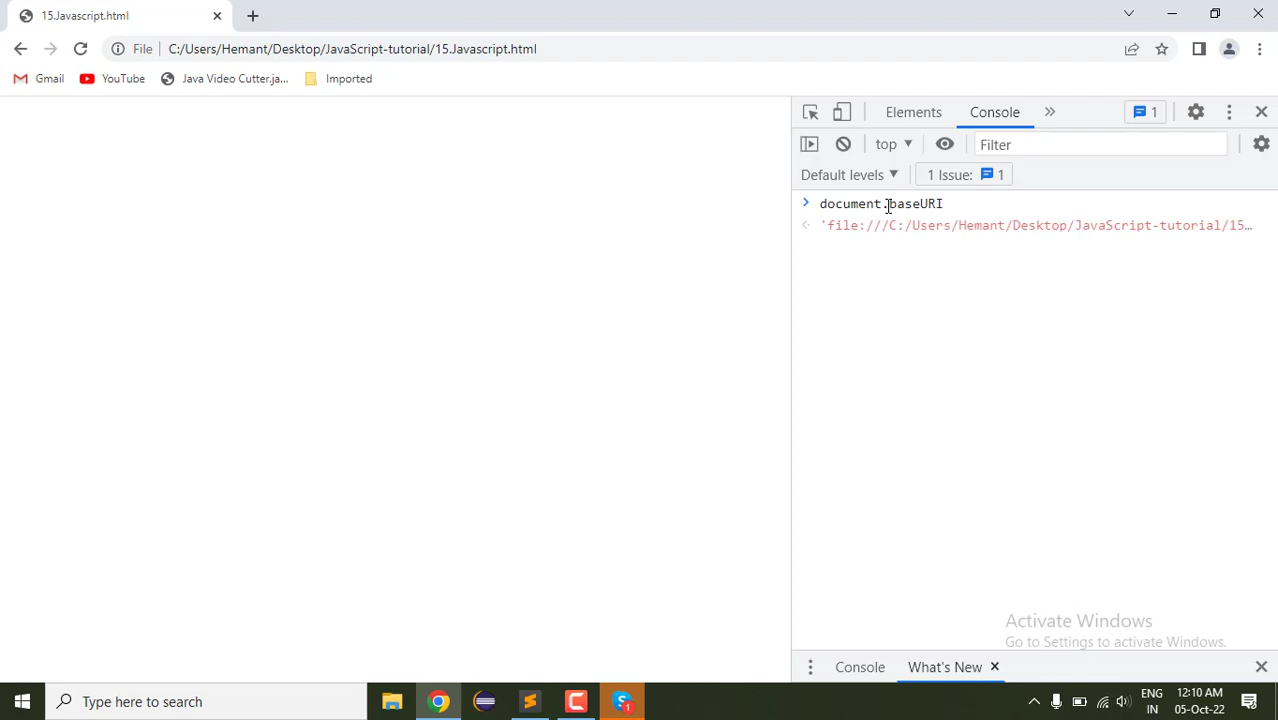 15.Javascript.html
File
C:/Users/Hemant/Desktop/JavaScript-tutorial/15.Javascript.html
Gmail
YouTube
Java Video Cutter.ja...
Imported
Elements
Console
1
top
Filter
Default levels
1 Issue:
1
document.baseURI
'file:///C:/Users/Hemant/Desktop/JavaScript-tutorial/15…
Activate Windows
Go to Settings to activate Windows.
Console
What's New
Type here to search
1
ENG
IN
12:10 AM
05-Oct-22